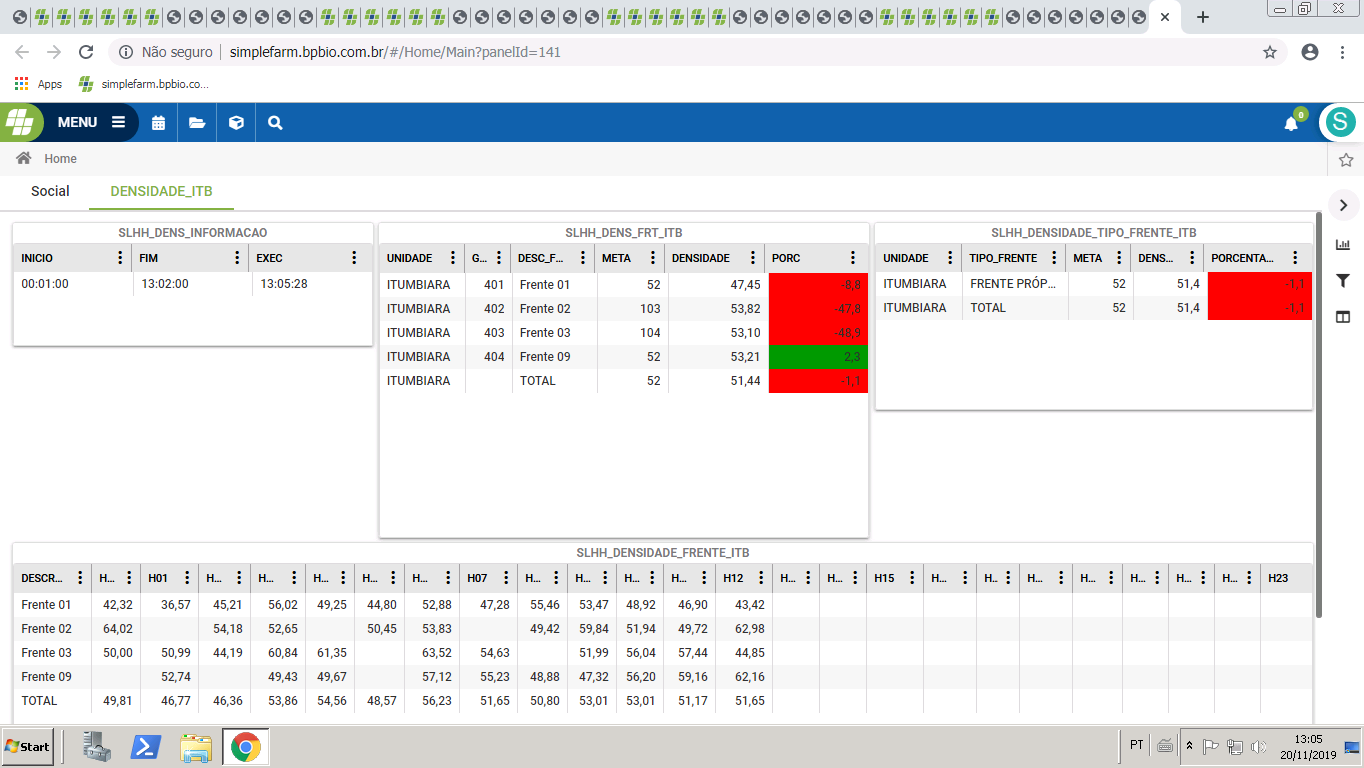 Não seguro simplefarm.bpbio.com.br/#/Home/Main?panelId=141
Apps simplefarm.bpbio.co...
MENU 0 S
Home
Social DENSIDADE_ITB
SLHH_DENS_INFORMACAO
INICIO FIM EXEC
00:01:00 13:02:00 13:05:28
SLHH_DENS_FRT_ITB
UNIDADE G... DESC_F... META DENSIDADE PORC
ITUMBIARA 401 Frente 01 52 47,45 -8,8
ITUMBIARA 402 Frente 02 103 53,82 -47,8
ITUMBIARA 403 Frente 03 104 53,10 -48,9
ITUMBIARA 404 Frente 09 52 53,21 2,3
ITUMBIARA TOTAL 52 51,44 -1,1
SLHH_DENSIDADE_TIPO_FRENTE_ITB
UNIDADE TIPO_FRENTE META DENS... PORCENTA...
ITUMBIARA FRENTE PRÓP... 52 51,4 -1,1
ITUMBIARA TOTAL 52 51,4 -1,1
SLHH_DENSIDADE_FRENTE_ITB
DESCR... H... H01 H... H... H... H... H... H07 H... H... H... H... H12 H... H... H15 H... H.. H... H... H... H... H... H23
Frente 01 42,32 36,57 45,21 56,02 49,25 44,80 52,88 47,28 55,46 53,47 48,92 46,90 43,42
Frente 02 64,02 54,18 52,65 50,45 53,83 49,42 59,84 51,94 49,72 62,98
Frente 03 50,00 50,99 44,19 60,84 61,35 63,52 54,63 51,99 56,04 57,44 44,85
Frente 09 52,74 49,43 49,67 57,12 55,23 48,88 47,32 56,20 59,16 62,16
TOTAL 49,81 46,77 46,36 53,86 54,56 48,57 56,23 51,65 50,80 53,01 53,01 51,17 51,65
Start PT 13:05
20/11/2019